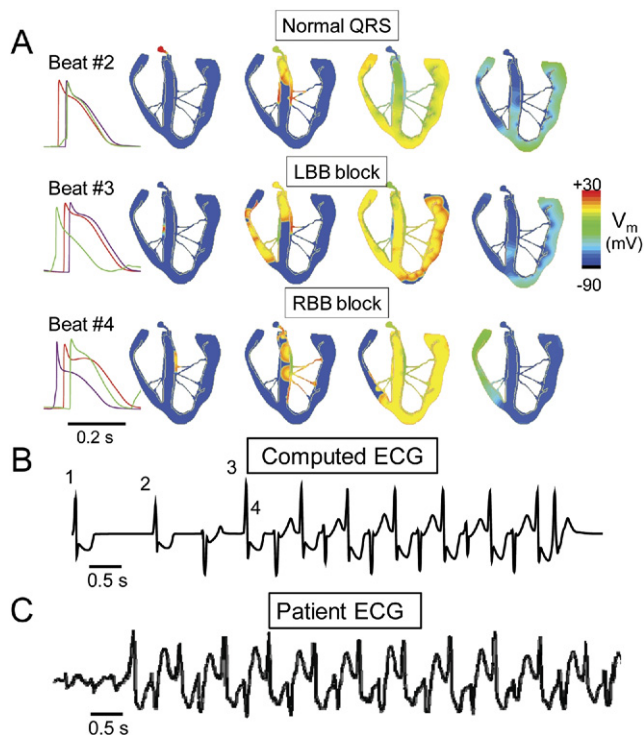 A
Normal QRS
Beat #2
LBB block
Beat #3
+30
Vm
(mV)
-90
RBB block
Beat #4
0.2 s
B
Computed ECG
1
2
3
4
0.5 s
C
Patient ECG
0.5 s